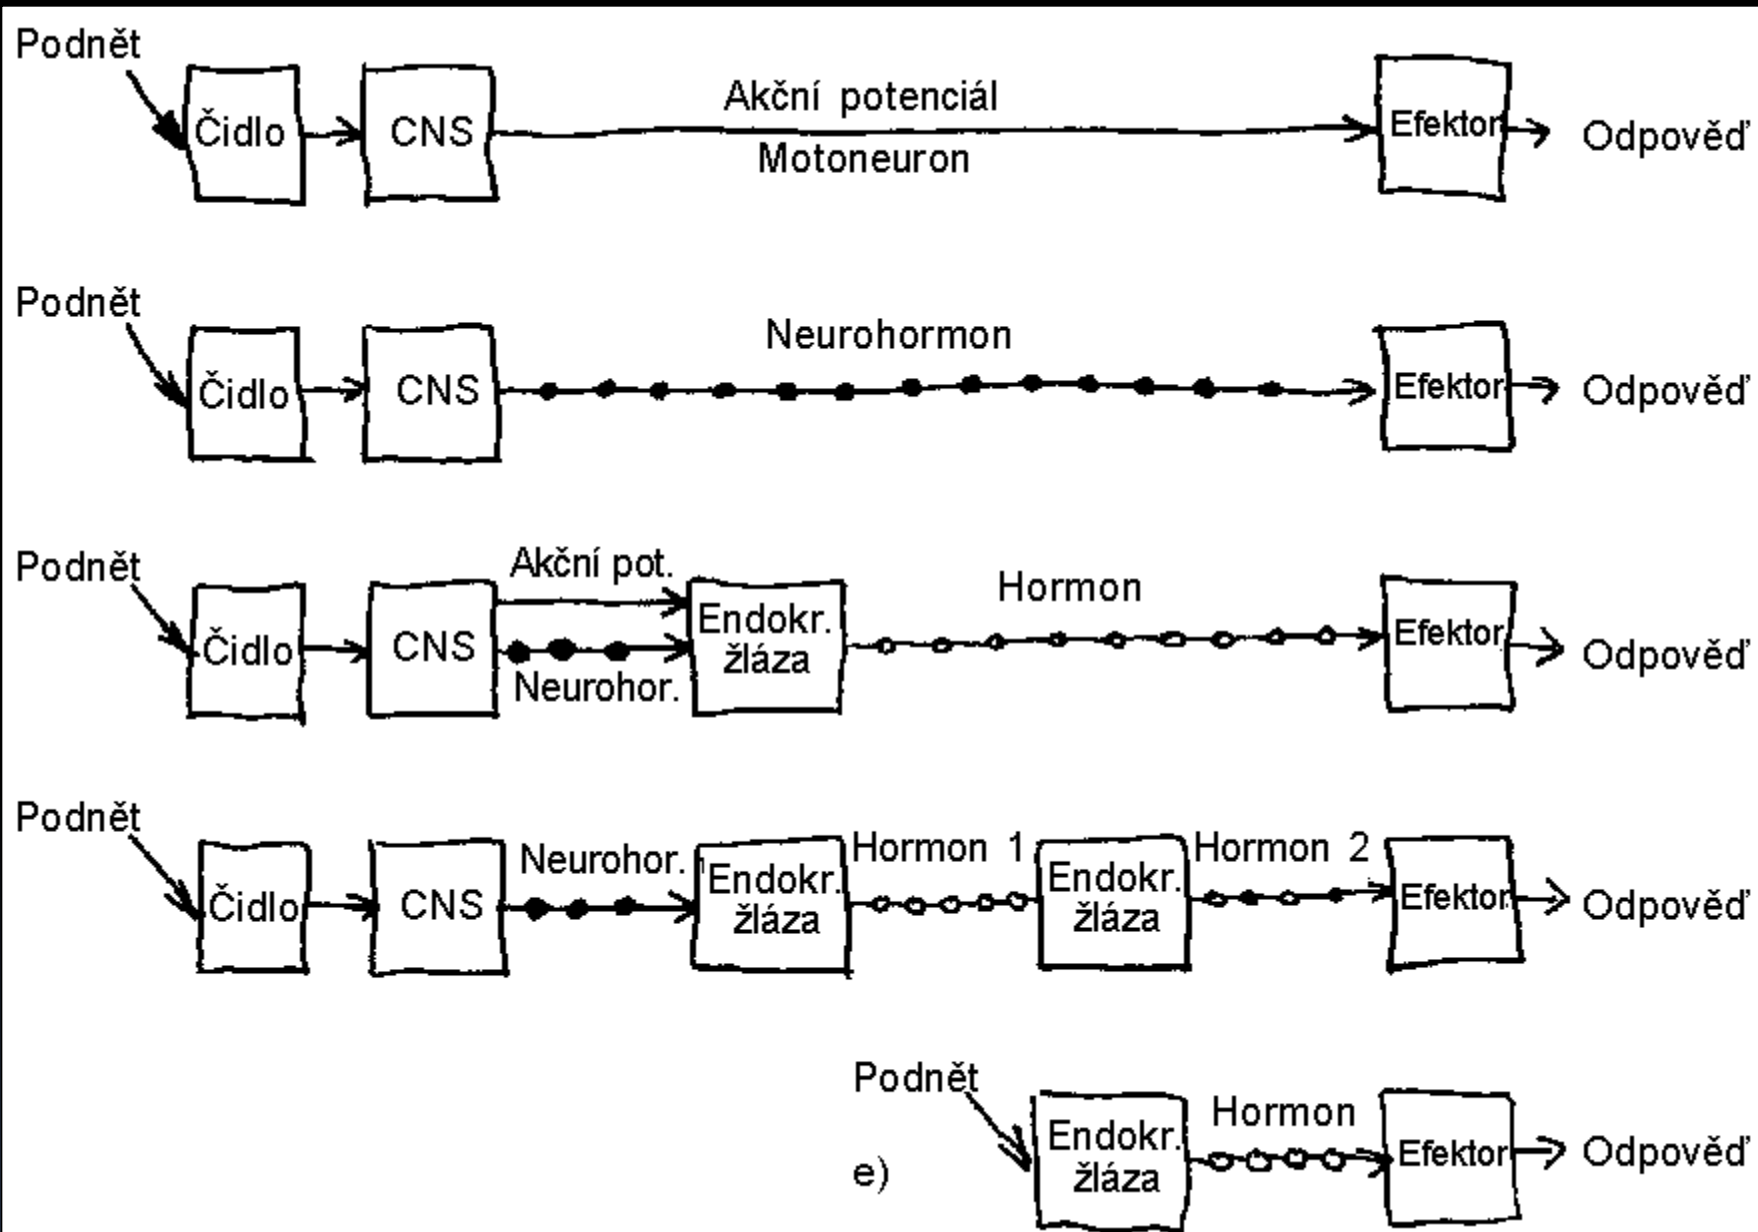 Podnět
Čidlo
CNS
Akční potenciál
Motoneuron
Efektor
Odpověď
Podnět
Čidlo
CNS
Neurohormon
Efektor
Odpověď
Podnět
Čidlo
CNS
Akční pot.
Neurohor.
Endokr.
žláza
Hormon
Efektor
Odpověď
Podnět
Čidlo
CNS
Neurohor.
Endokr.
žláza
Hormon 1
Endokr.
žláza
Hormon 2
Efektor
Odpověď
e)
Podnět
Endokr.
žláza
Hormon
Efektor
Odpověď